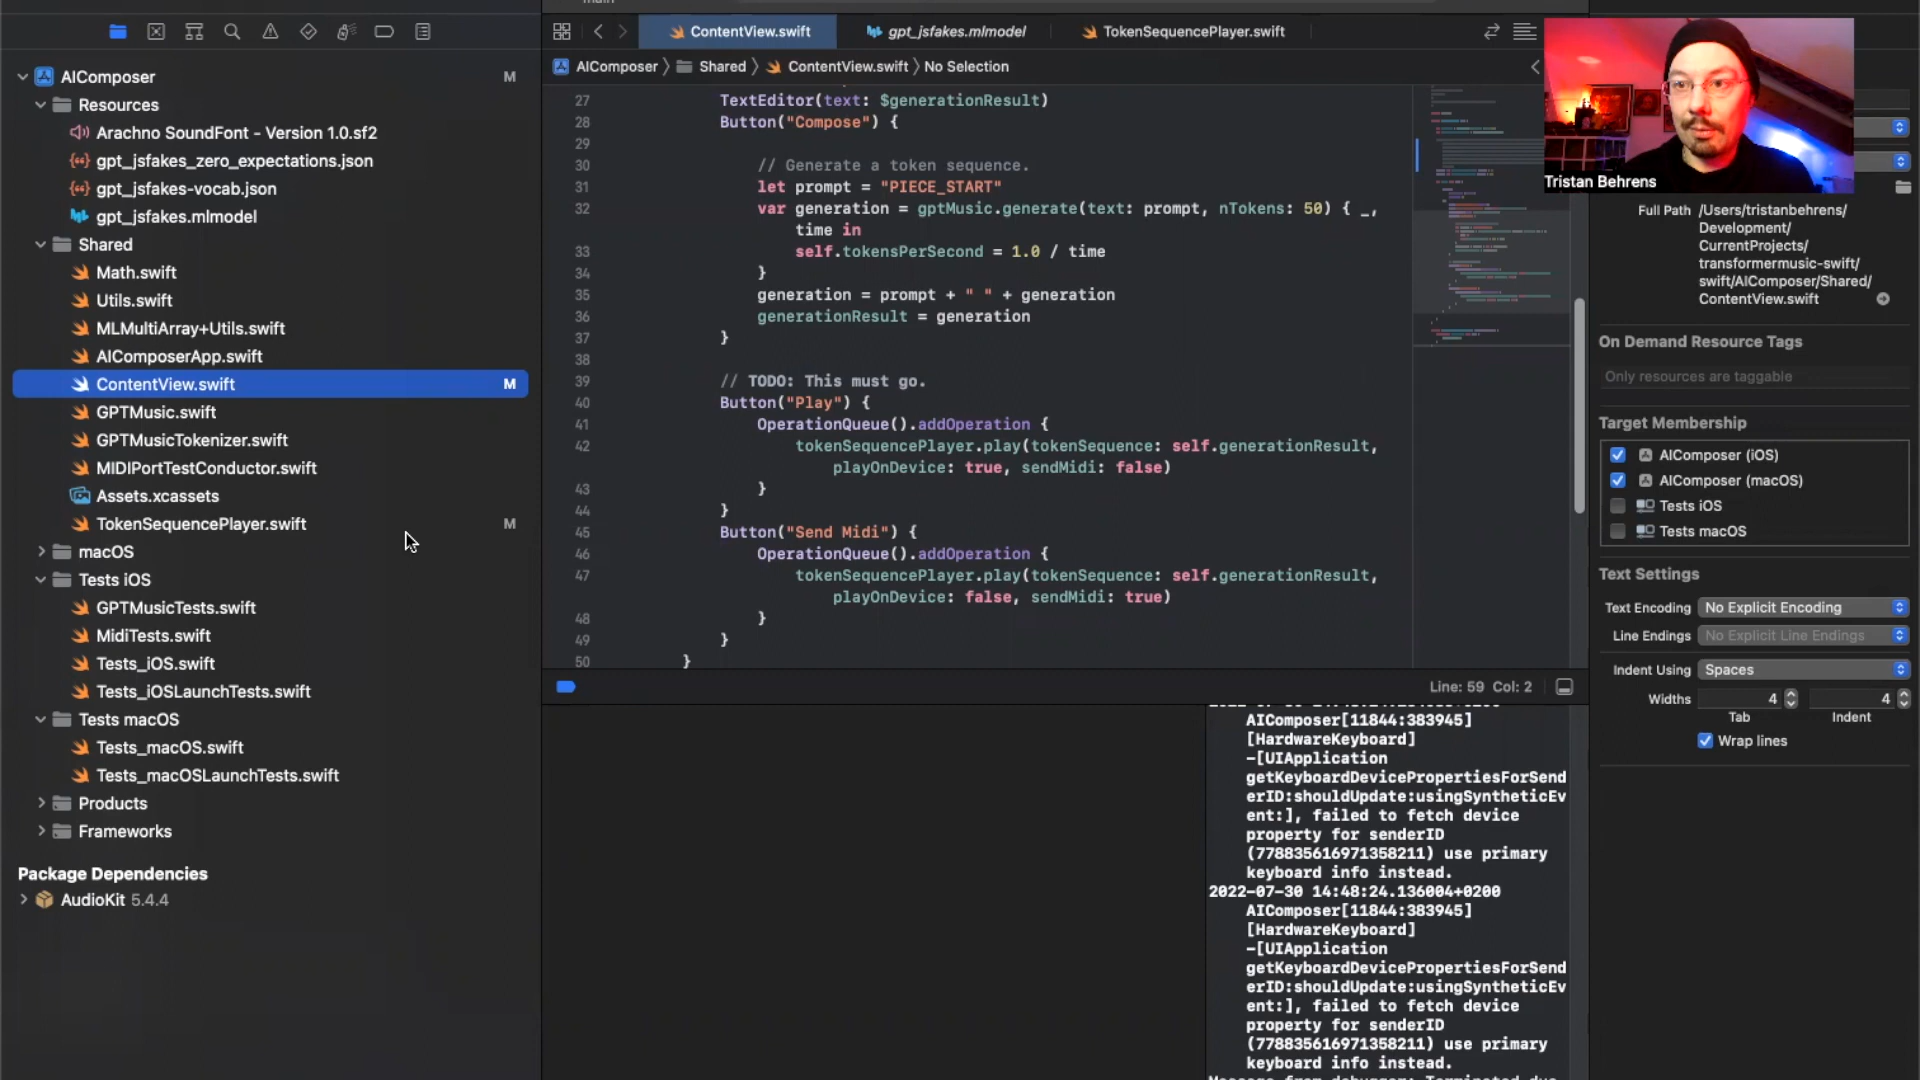 main
ContentView.swift
gpt_jsfakes.mlmodel
TokenSequencePlayer.swift
AIComposer
M
AIComposer
Shared
ContentView.swift
No Selection
Resources
Arachno SoundFont - Version 1.0.sf2
gpt_jsfakes_zero_expectations.json
gpt_jsfakes-vocab.json
gpt_jsfakes.mlmodel
Shared
Math.swift
Utils.swift
MLMultiArray+Utils.swift
AIComposerApp.swift
ContentView.swift
M
GPTMusic.swift
GPTMusicTokenizer.swift
MIDIPortTestConductor.swift
Assets.xcassets
TokenSequencePlayer.swift
M
macOS
Tests iOS
GPTMusicTests.swift
MidiTests.swift
Tests_iOS.swift
Tests_iOSLaunchTests.swift
Tests macOS
Tests_macOS.swift
Tests_macOSLaunchTests.swift
Products
Frameworks
Package Dependencies
AudioKit 5.4.4
27 TextEditor(text: $generationResult)
28 Button("Compose") {
29
30 // Generate a token sequence.
31 let prompt = "PIECE_START"
32 var generation = gptMusic.generate(text: prompt, nTokens: 50) { _,
time in
33 self.tokensPerSecond = 1.0 / time
34 }
35 generation = prompt + " " + generation
36 generationResult = generation
37 }
38
39 // TODO: This must go.
40 Button("Play") {
41 OperationQueue().addOperation {
42 tokenSequencePlayer.play(tokenSequence: self.generationResult,
playOnDevice: true, sendMidi: false)
43 }
44 }
45 Button("Send Midi") {
46 OperationQueue().addOperation {
47 tokenSequencePlayer.play(tokenSequence: self.generationResult,
playOnDevice: false, sendMidi: true)
48 }
49 }
50 }
Line: 59 Col: 2
AIComposer[11844:383945]
[HardwareKeyboard]
-[UIApplication
getKeyboardDevicePropertiesForSend
erID:shouldUpdate:usingSyntheticEv
ent:], failed to fetch device
property for senderID
(778835616971358211) use primary
keyboard info instead.
2022-07-30 14:48:24.136004+0200
AIComposer[11844:383945]
[HardwareKeyboard]
-[UIApplication
getKeyboardDevicePropertiesForSend
erID:shouldUpdate:usingSyntheticEv
ent:], failed to fetch device
property for senderID
(778835616971358211) use primary
keyboard info instead.
Message from debugger: Terminated due
Tristan Behrens
Full Path /Users/tristanbehrens/
Development/
CurrentProjects/
transformermusic-swift/
swift/AIComposer/Shared/
ContentView.swift
On Demand Resource Tags
Only resources are taggable
Target Membership
AIComposer (iOS)
AIComposer (macOS)
Tests iOS
Tests macOS
Text Settings
Text Encoding No Explicit Encoding
Line Endings No Explicit Line Endings
Indent Using Spaces
Widths 4 4
Tab Indent
Wrap lines